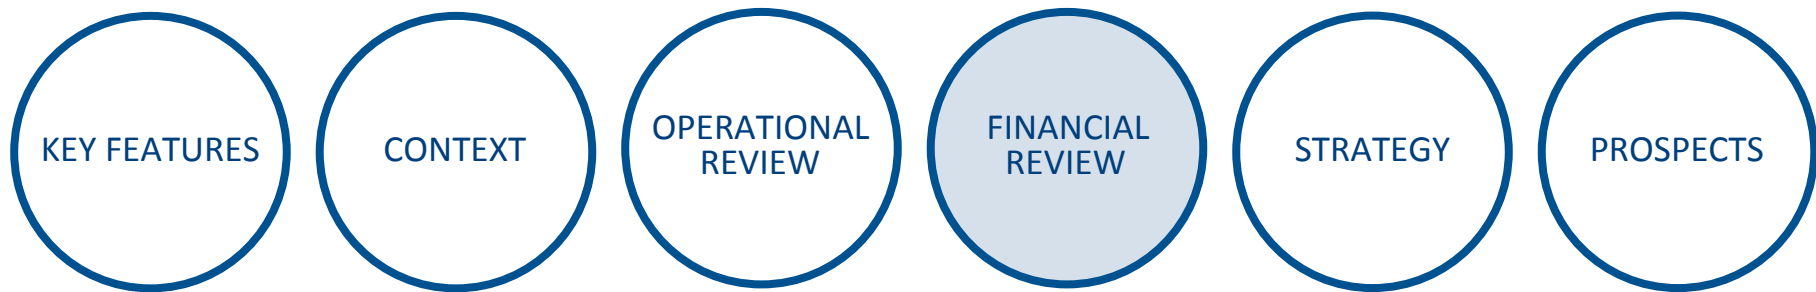 KEY FEATURES
CONTEXT
OPERATIONAL
REVIEW
FINANCIAL
REVIEW
STRATEGY
PROSPECTS